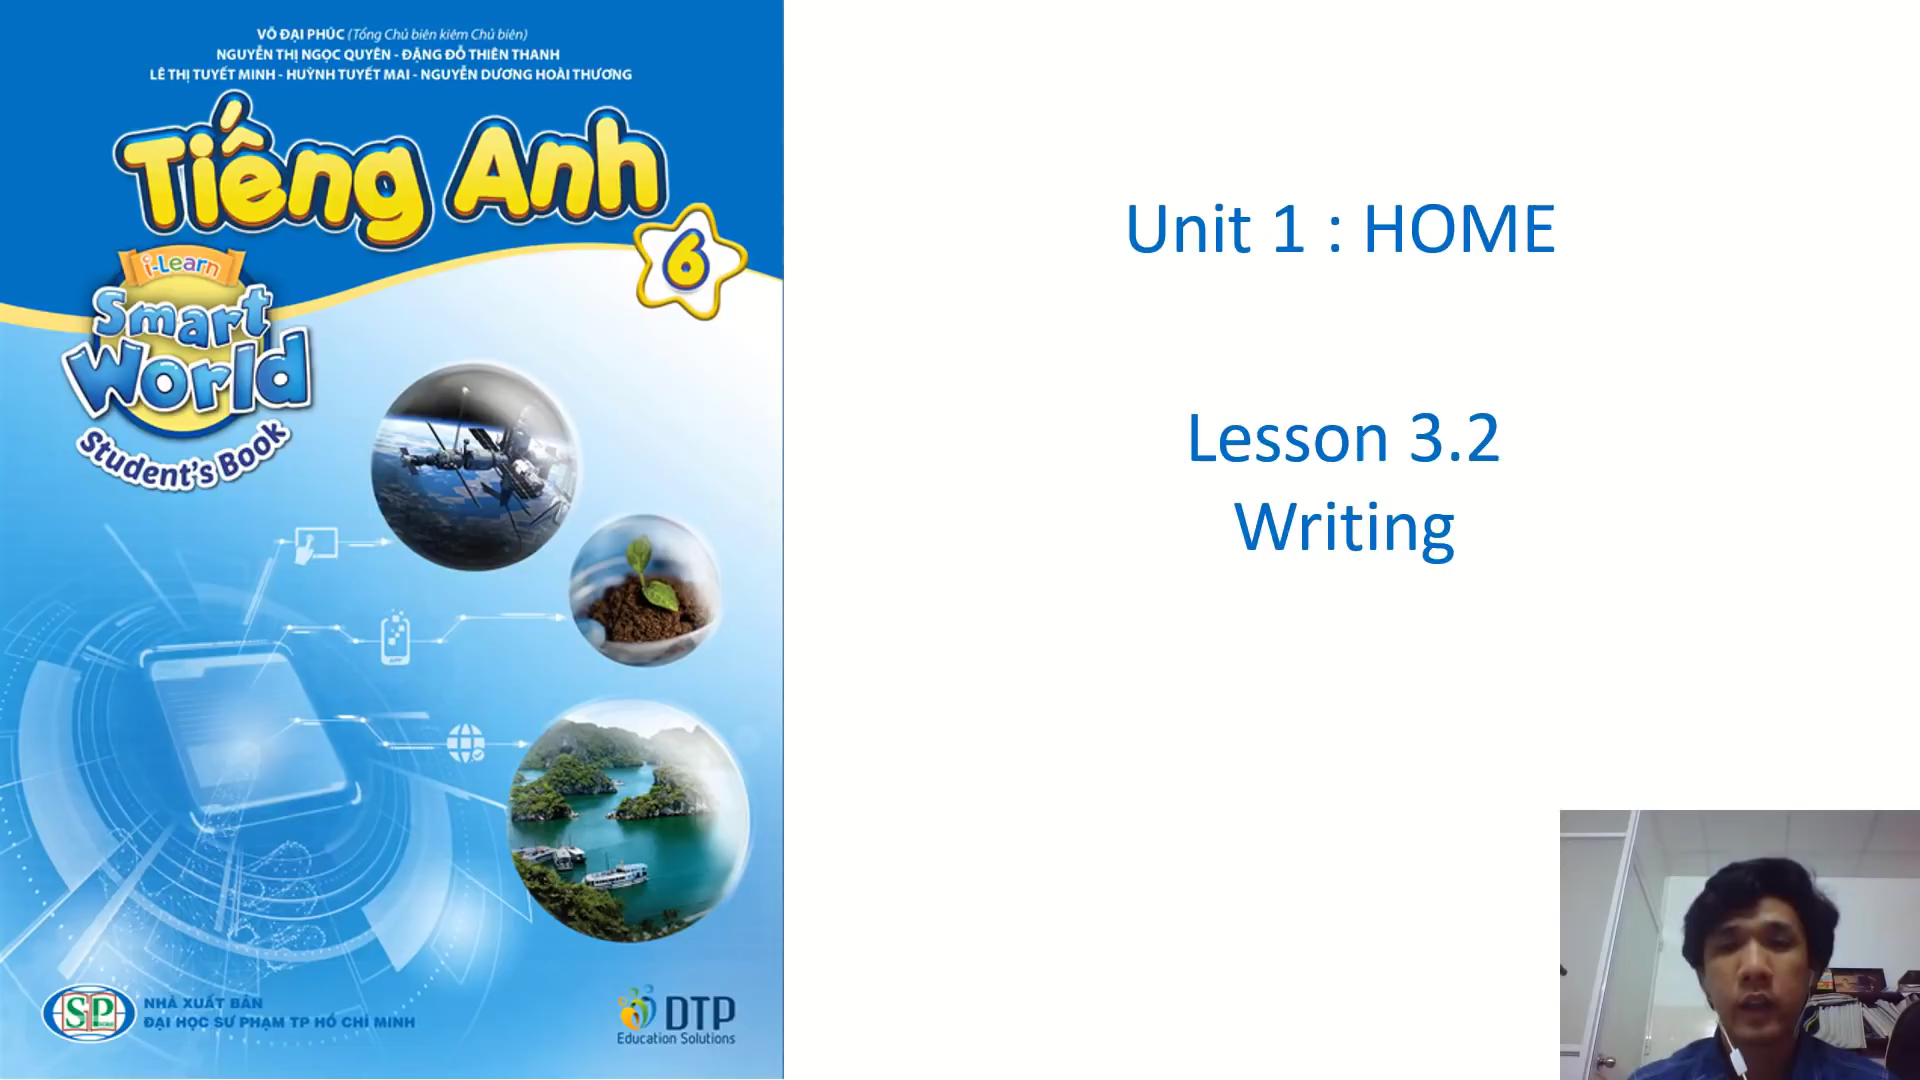 VÕ ĐẠI PHÚC (Tổng Chủ biên kiêm Chủ biên)
NGUYỄN THỊ NGỌC QUYÊN - ĐẶNG ĐỖ THIÊN THANH
LÊ THỊ TUYẾT MINH - HUỲNH TUYẾT MAI - NGUYỄN DƯƠNG HOÀI THƯƠNG
Tiếng Anh
6
i-Learn
Smart
World
Student's Book
SP
NHÀ XUẤT BẢN
ĐẠI HỌC SƯ PHẠM TP HỒ CHÍ MINH
DTP
Education Solutions
Unit 1 : HOME
Lesson 3.2
Writing